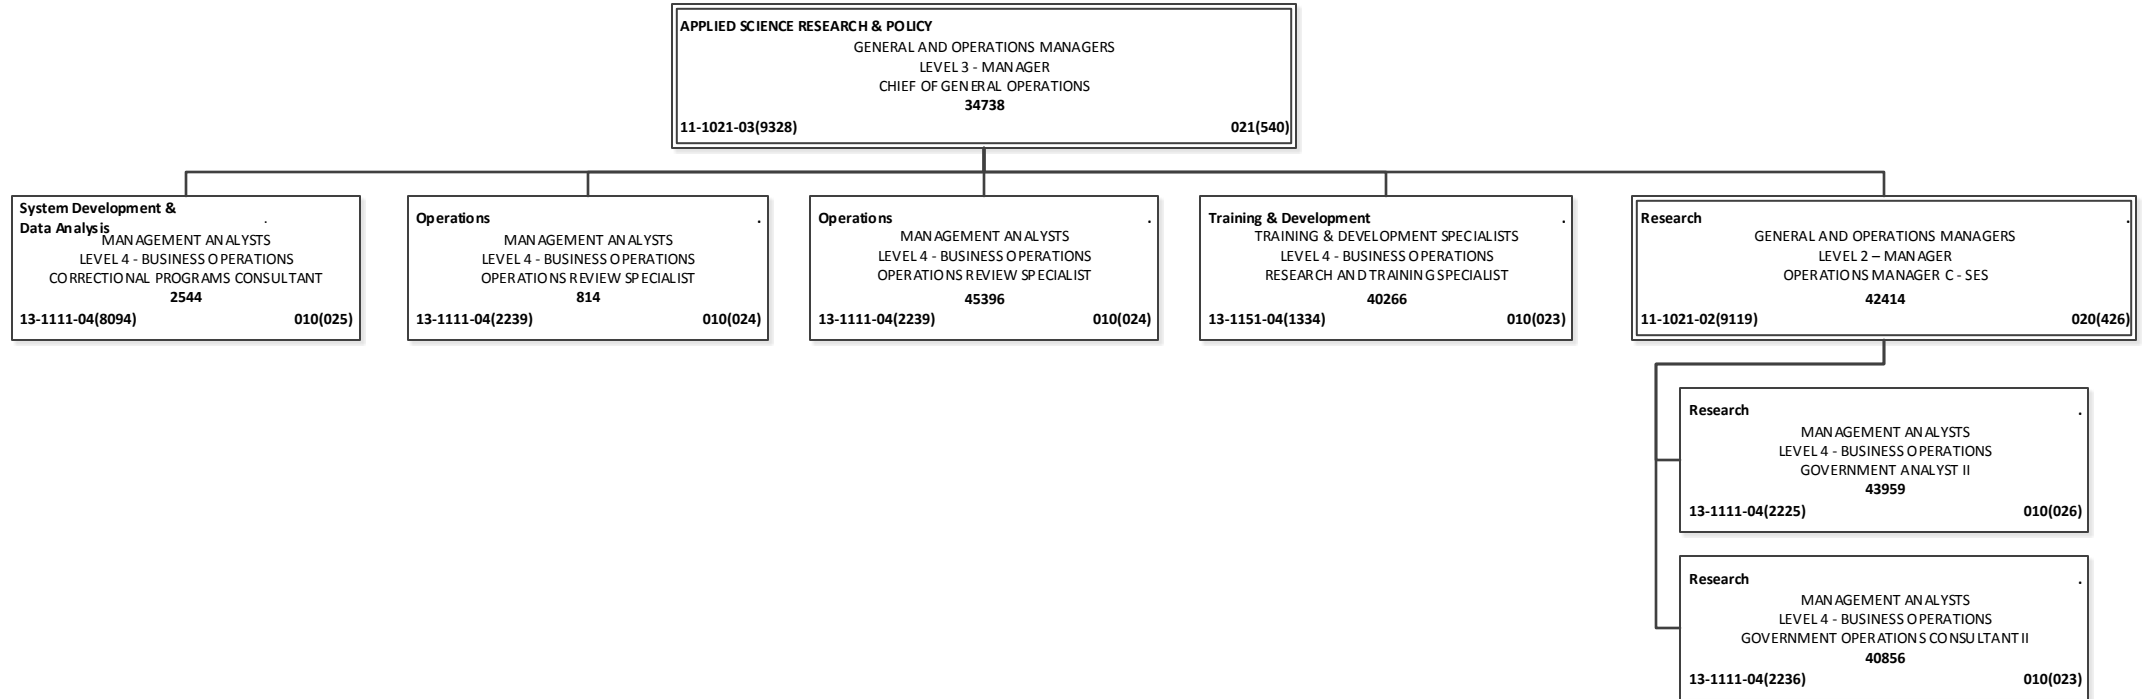 APPLIED SCIENCE RESEARCH & POLICY
GENERAL AND OPERATIONS MANAGERS
LEVEL 3 - MANAGER
CHIEF OF GENERAL OPERATIONS
34738
11-1021-03(9328) 021(540)
System Development &
Data Analysis .
MANAGEMENT ANALYSTS
LEVEL 4 - BUSINESS OPERATIONS
CORRECTIONAL PROGRAMS CONSULTANT
2544
13-1111-04(8094) 010(025)
Operations .
MANAGEMENT ANALYSTS
LEVEL 4 - BUSINESS OPERATIONS
OPERATIONS REVIEW SPECIALIST
814
13-1111-04(2239) 010(024)
Operations .
MANAGEMENT ANALYSTS
LEVEL 4 - BUSINESS OPERATIONS
OPERATIONS REVIEW SPECIALIST
45396
13-1111-04(2239) 010(024)
Training & Development .
TRAINING & DEVELOPMENT SPECIALISTS
LEVEL 4 - BUSINESS OPERATIONS
RESEARCH AND TRAINING SPECIALIST
40266
13-1151-04(1334) 010(023)
Research .
GENERAL AND OPERATIONS MANAGERS
LEVEL 2 – MANAGER
OPERATIONS MANAGER C - SES
42414
11-1021-02(9119) 020(426)
Research .
MANAGEMENT ANALYSTS
LEVEL 4 - BUSINESS OPERATIONS
GOVERNMENT ANALYST II
43959
13-1111-04(2225) 010(026)
Research .
MANAGEMENT ANALYSTS
LEVEL 4 - BUSINESS OPERATIONS
GOVERNMENT OPERATIONS CONSULTANT II
40856
13-1111-04(2236) 010(023)